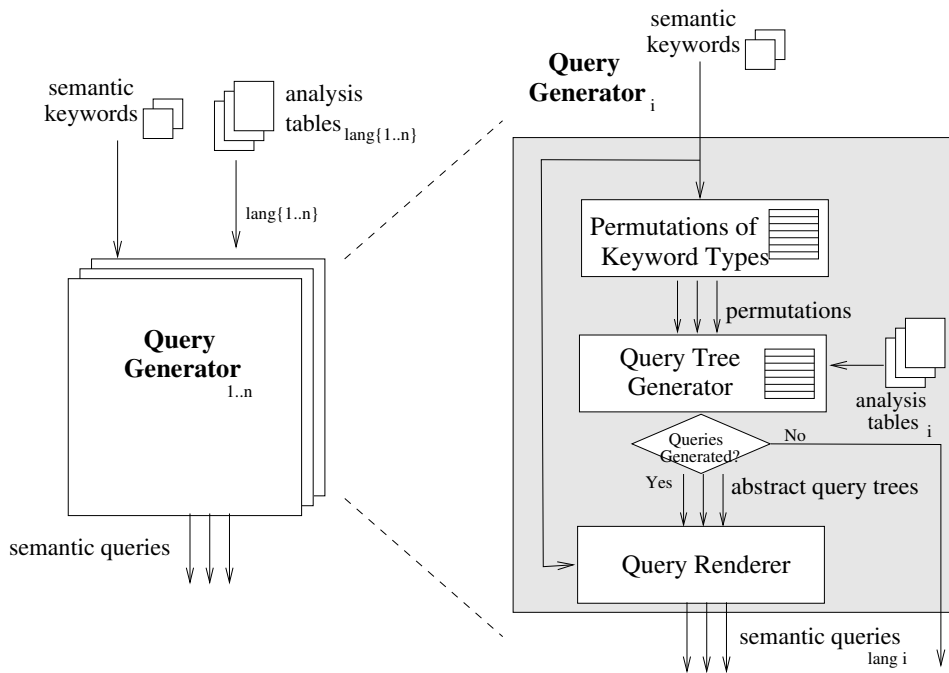 semantic
keywords
analysis
tables lang{1..n}
lang{1..n}
Query
Generator 1..n
semantic queries
Query
Generator i
semantic
keywords
Permutations of
Keyword Types
permutations
Query Tree
Generator
analysis
tables i
Queries
Generated?
No
Yes
abstract query trees
Query Renderer
semantic queries lang i